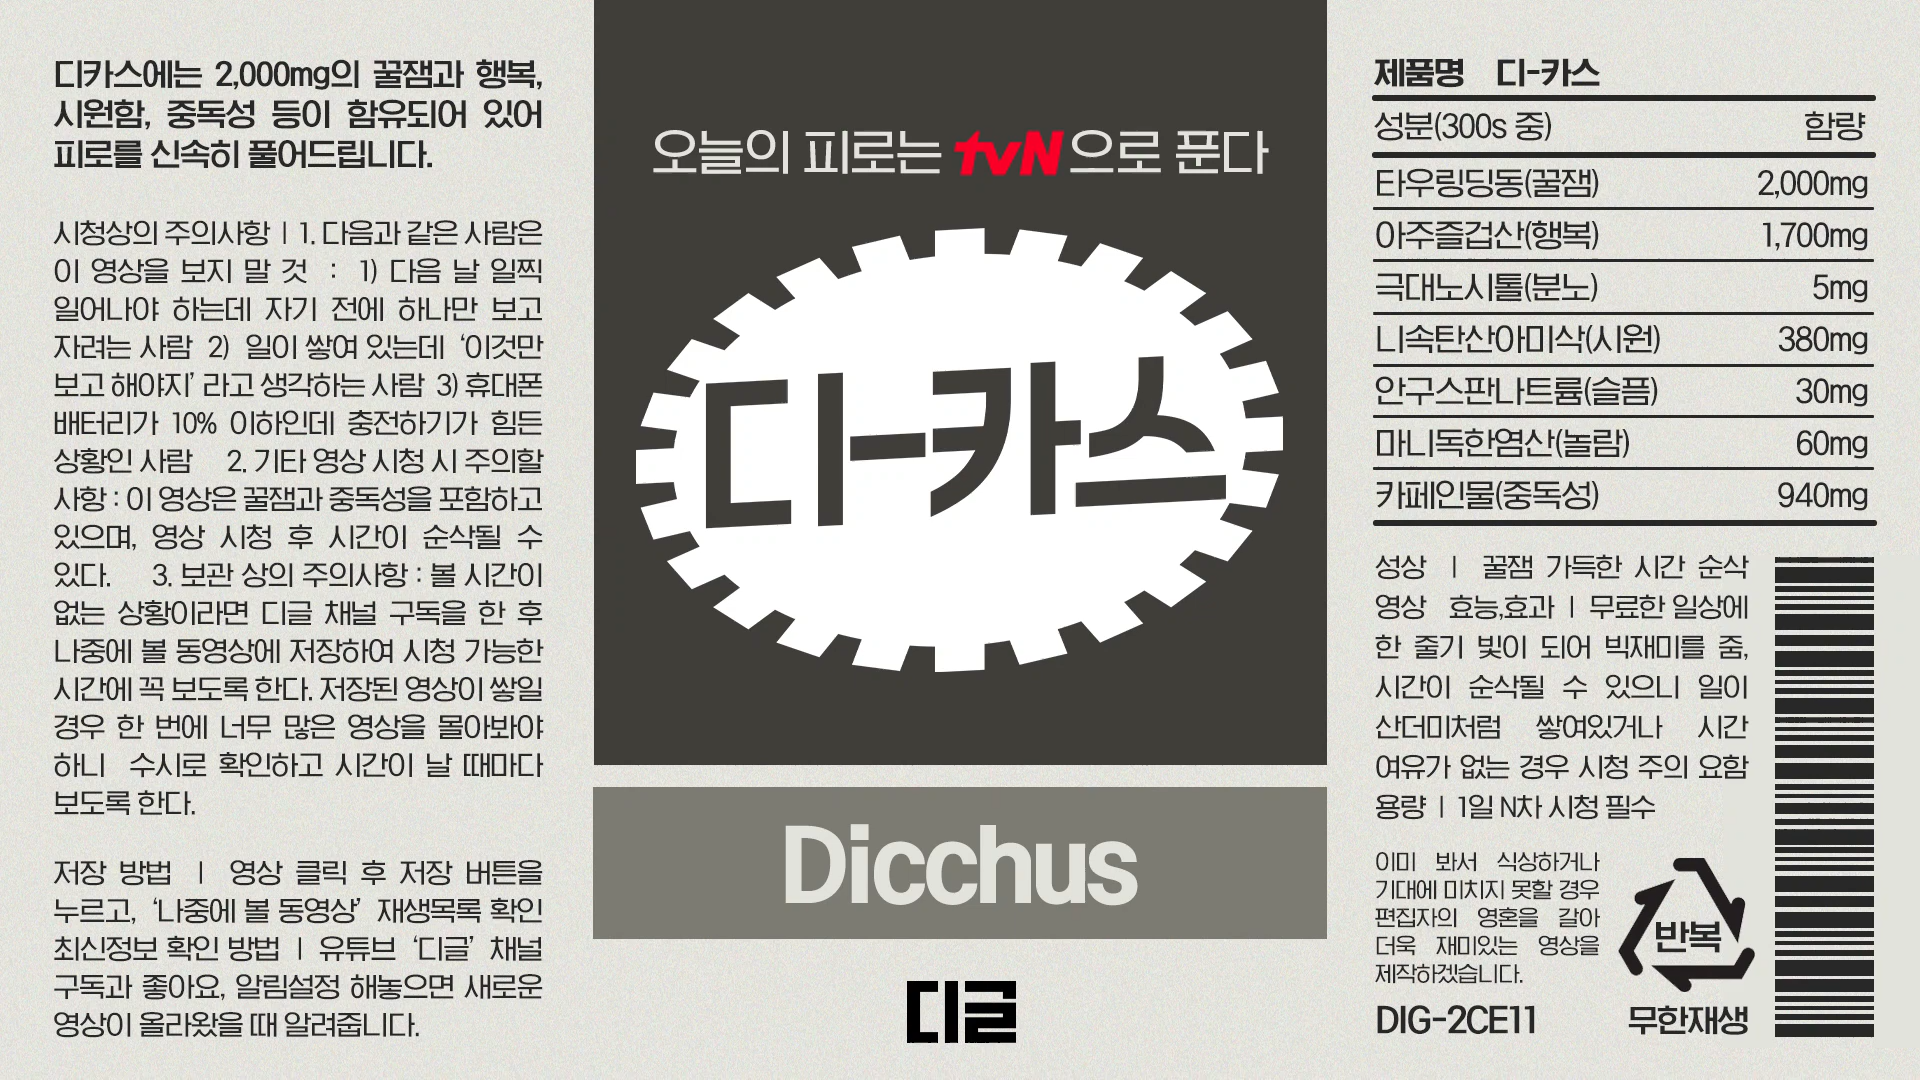 디카스에는 2,000mg의 꿀잼과 행복,
시원함, 중독성 등이 함유되어 있어
피로를 신속히 풀어드립니다.
시청상의 주의사항 ㅣ 1. 다음과 같은 사람은
이 영상을 보지 말 것 : 1) 다음 날 일찍
일어나야 하는데 자기 전에 하나만 보고
자려는 사람 2) 일이 쌓여 있는데 ‘이것만
보고 해야지’ 라고 생각하는 사람 3) 휴대폰
배터리가 10% 이하인데 충전하기가 힘든
상황인 사람 2. 기타 영상 시청 시 주의할
사항 : 이 영상은 꿀잼과 중독성을 포함하고
있으며, 영상 시청 후 시간이 순삭될 수
있다. 3. 보관 상의 주의사항 : 볼 시간이
없는 상황이라면 디글 채널 구독을 한 후
나중에 볼 동영상에 저장하여 시청 가능한
시간에 꼭 보도록 한다. 저장된 영상이 쌓일
경우 한 번에 너무 많은 영상을 몰아봐야
하니 수시로 확인하고 시간이 날 때마다
보도록 한다.
저장 방법 ㅣ 영상 클릭 후 저장 버튼을
누르고, ‘나중에 볼 동영상’ 재생목록 확인
최신정보 확인 방법 ㅣ 유튜브 ‘디글’ 채널
구독과 좋아요, 알림설정 해놓으면 새로운
영상이 올라왔을 때 알려줍니다.
오늘의 피로는 tvN으로 푼다
디-카스
Dicchus
디글
제품명 디-카스
성분(300s 중) 함량
타우링딩동(꿀잼) 2,000mg
아주즐겁산(행복) 1,700mg
극대노시톨(분노) 5mg
니속탄산아미삭(시원) 380mg
안구스판나트륨(슬픔) 30mg
마니독한염산(놀람) 60mg
카페인물(중독성) 940mg
성상 ㅣ 꿀잼 가득한 시간 순삭
영상 효능,효과 ㅣ 무료한 일상에
한 줄기 빛이 되어 빅재미를 줌,
시간이 순삭될 수 있으니 일이
산더미처럼 쌓여있거나 시간
여유가 없는 경우 시청 주의 요함
용량 ㅣ 1일 N차 시청 필수
이미 봐서 식상하거나
기대에 미치지 못할 경우
편집자의 영혼을 갈아
더욱 재미있는 영상을
제작하겠습니다.
반복
DIG-2CE11 무한재생